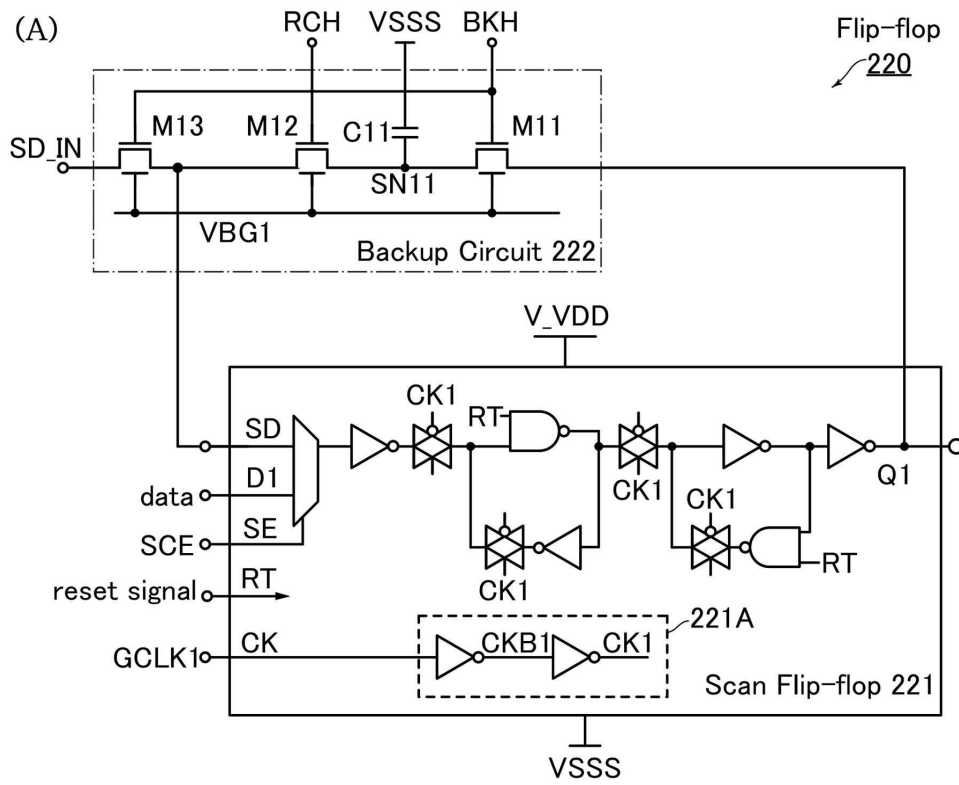 (A)
RCH VSSS BKH
Flip-flop
220
M13 M12 C11 M11
SD_IN
SN11
VBG1
Backup Circuit 222
V_VDD
CK1
RT
CK1
SD
data D1
SCE SE
reset signal RT
GCLK1 CK
CK1
CK1
CK1
RT
Q1
221A
CKB1 CK1
Scan Flip-flop 221
VSSS